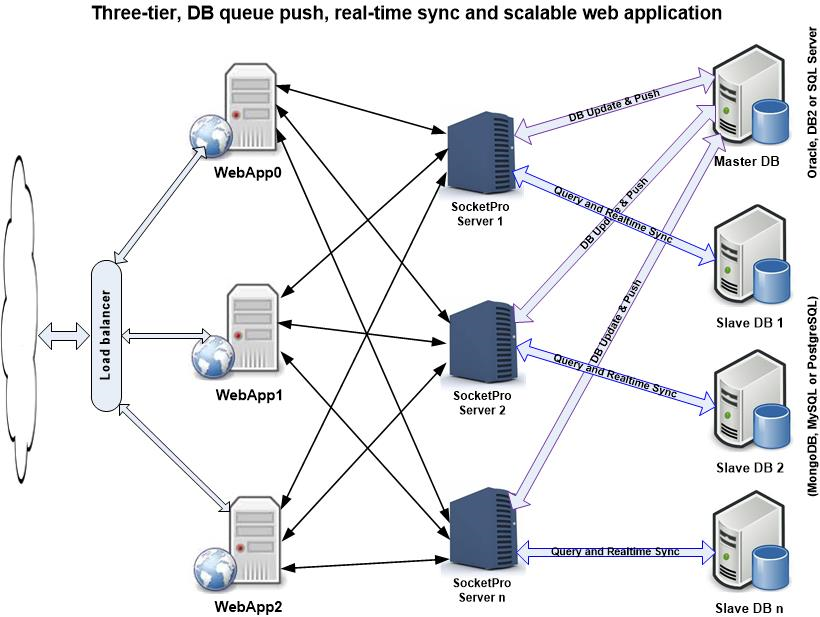 Three-tier, DB queue push, real-time sync and scalable web application
WebApp0
SocketPro
Server 1
DB Update & Push
Master DB
Oracle, DB2 or SQL Server
Query and Realtime Sync
DB Update & Push
Slave DB 1
Load balancer
WebApp1
SocketPro
Server 2
DB Update & Push
Query and Realtime Sync
Slave DB 2
(MongoDB, MySQL or PostgreSQL)
WebApp2
SocketPro
Server n
Query and Realtime Sync
Slave DB n